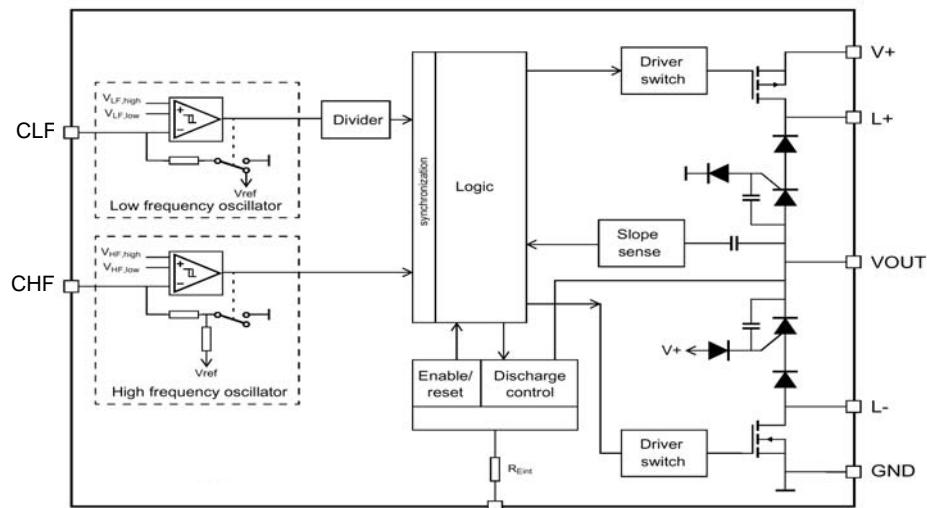 V+
Driver
switch
L+
V_LF,high
V_LF,low
+
-
CLF
Divider
Vref
Low frequency oscillator
synchronization
Logic
Slope
sense
V_HF,high
V_HF,low
+
-
CHF
VOUT
Vref
High frequency oscillator
V+
Enable/
reset
Discharge
control
L-
Driver
switch
R_Eint
GND